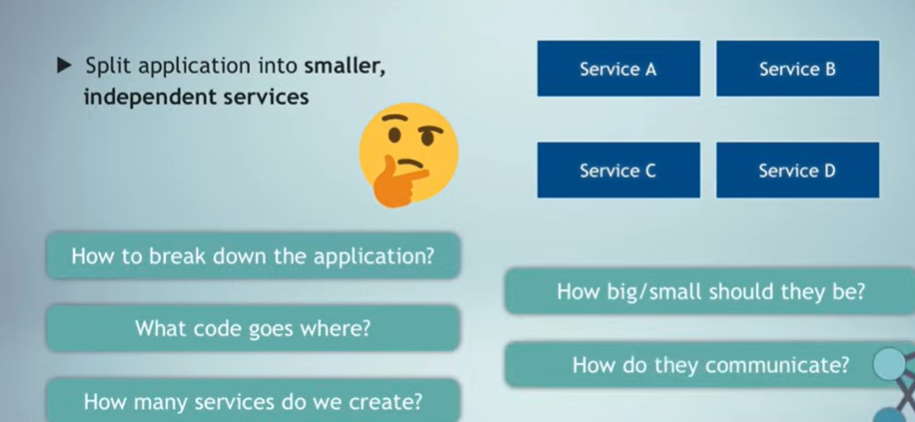 Split application into smaller,
independent services
Service A
Service B
Service C
Service D
How to break down the application?
What code goes where?
How many services do we create?
How big/small should they be?
How do they communicate?